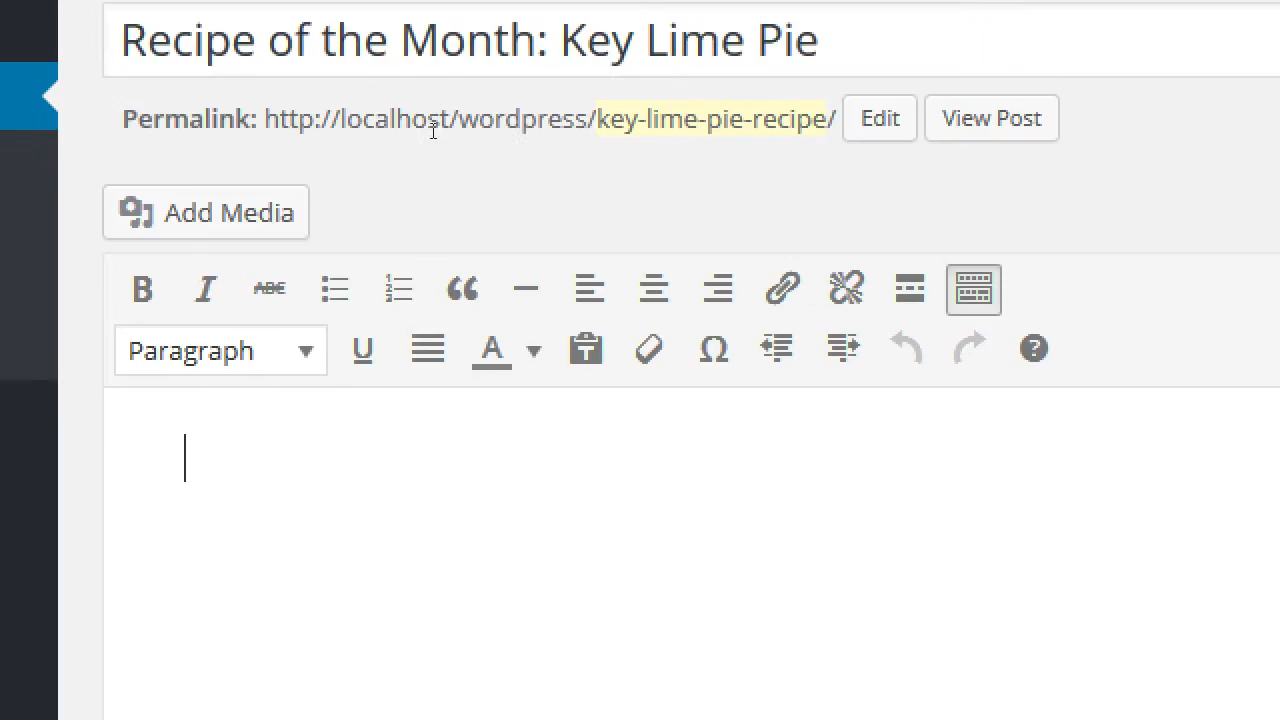 Recipe of the Month: Key Lime Pie
Permalink: http://localhost/wordpress/key-lime-pie-recipe/ Edit View Post
Add Media
B I ABC U A T Ω ?
Paragraph